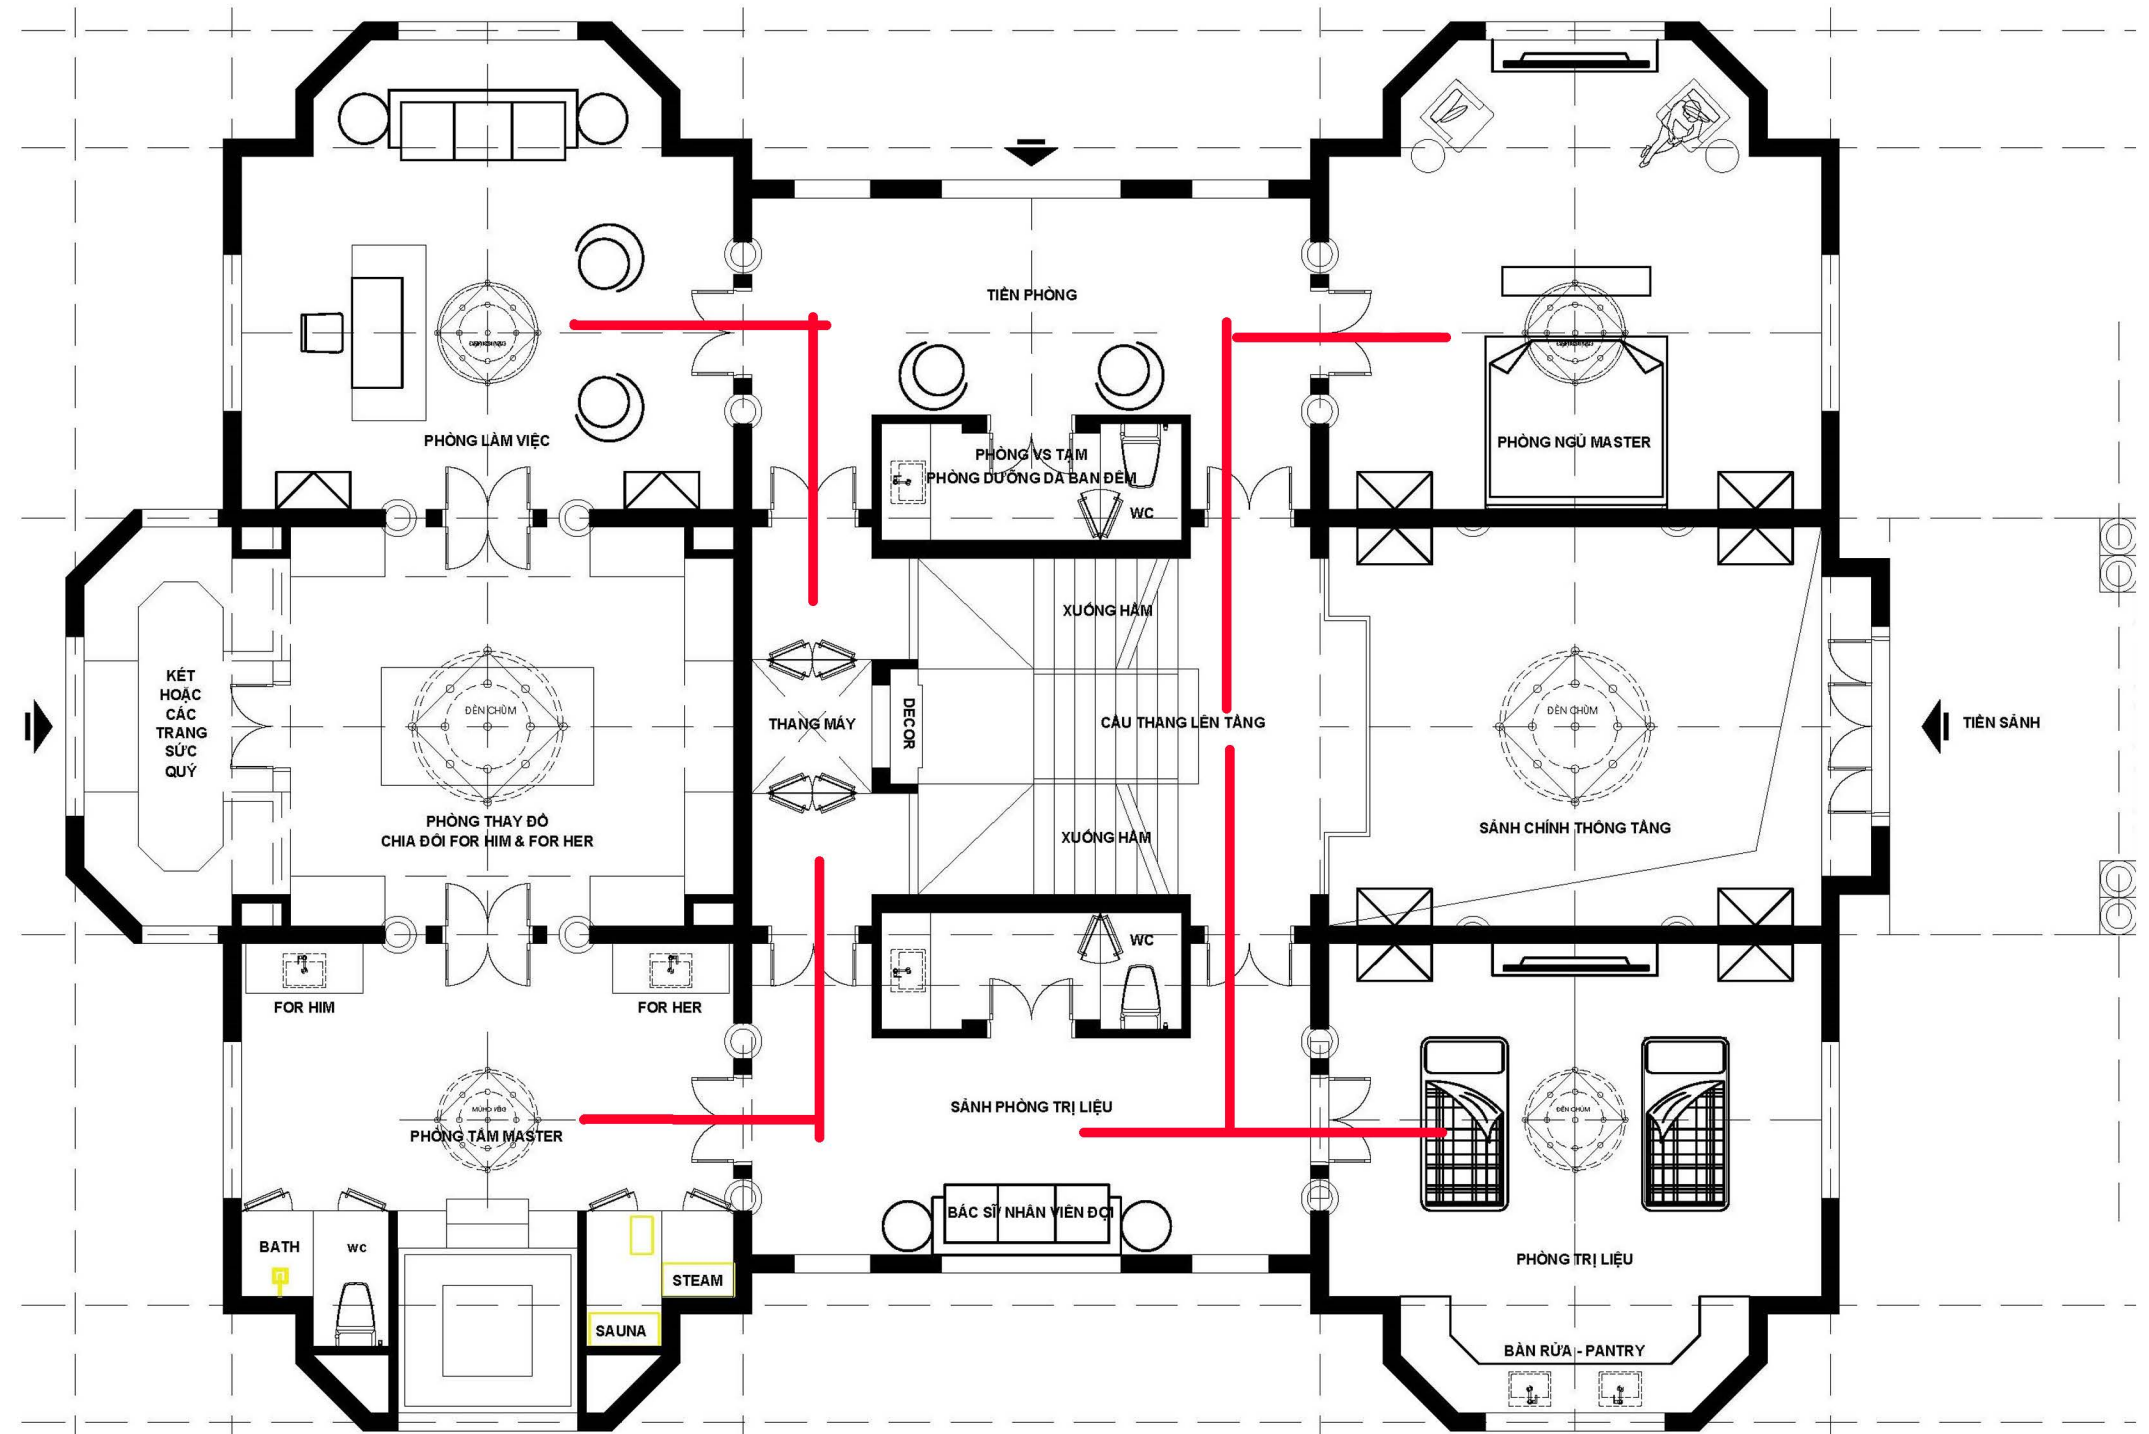 TIỀN PHÒNG
PHÒNG LÀM VIỆC
PHÒNG VS TẮM
PHÒNG DƯỠNG DA BAN ĐÊM
WC
PHÒNG NGỦ MASTER
XUỐNG HẦM
KÉT
HOẶC
CÁC
TRANG
SỨC
QUÝ
ĐÈN CHÙM
THANG MÁY
DECOR
CẦU THANG LÊN TẦNG
ĐÈN CHÙM
TIỀN SẢNH
PHÒNG THAY ĐỒ
CHIA ĐÔI FOR HIM & FOR HER
XUỐNG HẦM
SẢNH CHÍNH THÔNG TẦNG
WC
FOR HIM
FOR HER
SẢNH PHÒNG TRỊ LIỆU
ĐÈN CHÙM
PHÒNG TẮM MASTER
BÁC SĨ/ NHÂN VIÊN ĐỢI
BATH
WC
STEAM
SAUNA
PHÒNG TRỊ LIỆU
BÀN RỬA - PANTRY